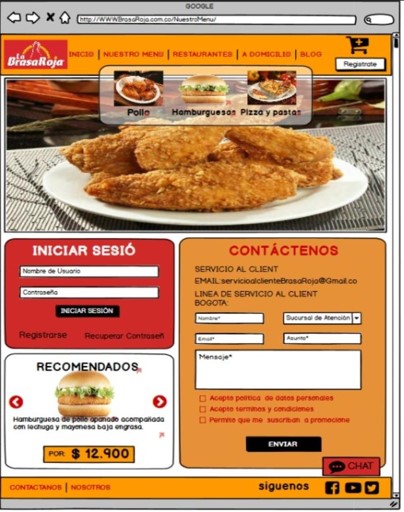 GOOGLE
http://WWW.BrasaRoja.com.co/NuestroMenu/
La
BrasaRoja
INICIO | NUESTRO MENU | RESTAURANTES | A DOMICILIO | BLOG
Registrate
Pollo Hamburguesas Pizza y pastas
INICIAR SESIÓ
Nombre de Usuario
Contraseña
INICIAR SESIÓN
Registrarse Recuperar Contraseñ
CONTÁCTENOS
SERVICIO AL CLIENT
EMAIL:servicioalclienteBrasaRoja@Gmail.co
LINEA DE SERVICIO AL CLIENT
BOGOTA:
Nombre* Sucursal de Atención
Email* Asunto*
Mensaje*
Acepto politica de datos personales
Acepto terminos y condiciones
Permito que me suscriban a promocione
ENVIAR
RECOMENDADOS
Hamburguesa de pollo apanado acompañada
con lechuga y mayonesa baja engrasa.
POR: $ 12.900
CHAT
CONTACTANOS | NOSOTROS
siguenos